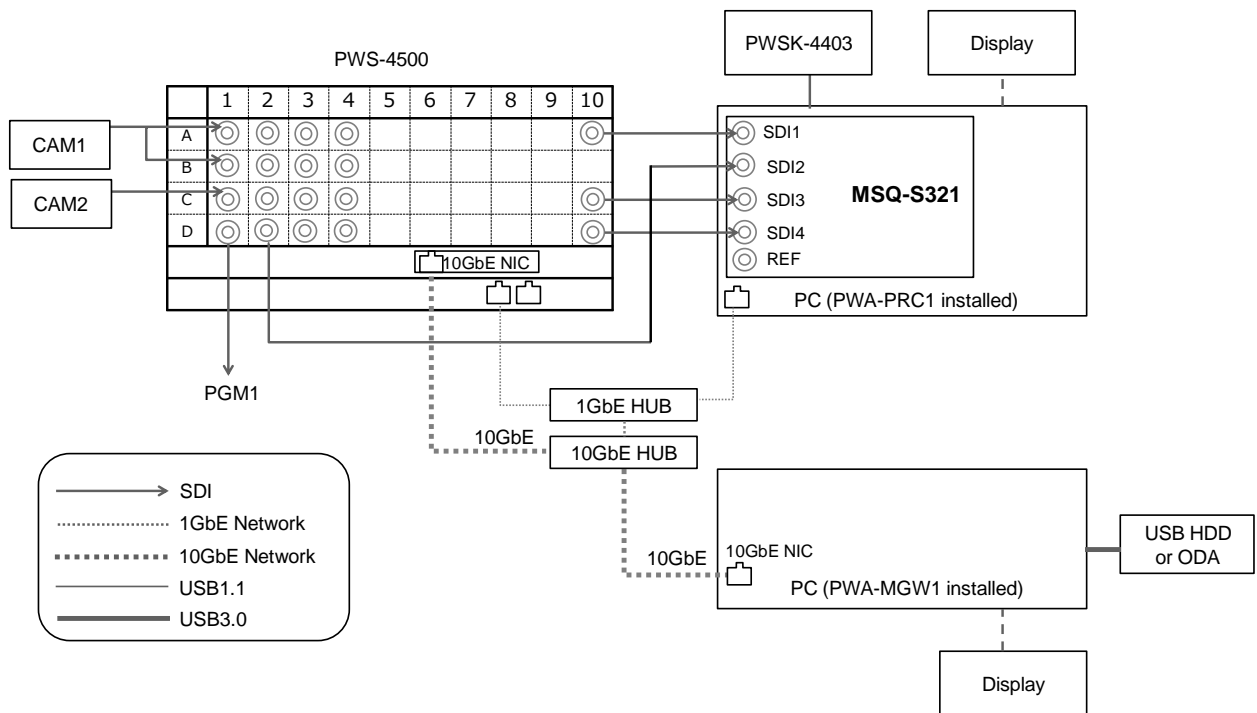 PWSK-4403
Display
PWS-4500
1 2 3 4 5 6 7 8 9 10
CAM1
A
B
CAM2
C
D
10GbE NIC
SDI1
SDI2
SDI3
SDI4
REF
MSQ-S321
PC (PWA-PRC1 installed)
PGM1
1GbE HUB
10GbE
10GbE HUB
SDI
1GbE Network
10GbE Network
USB1.1
USB3.0
10GbE
10GbE NIC
PC (PWA-MGW1 installed)
USB HDD
or ODA
Display